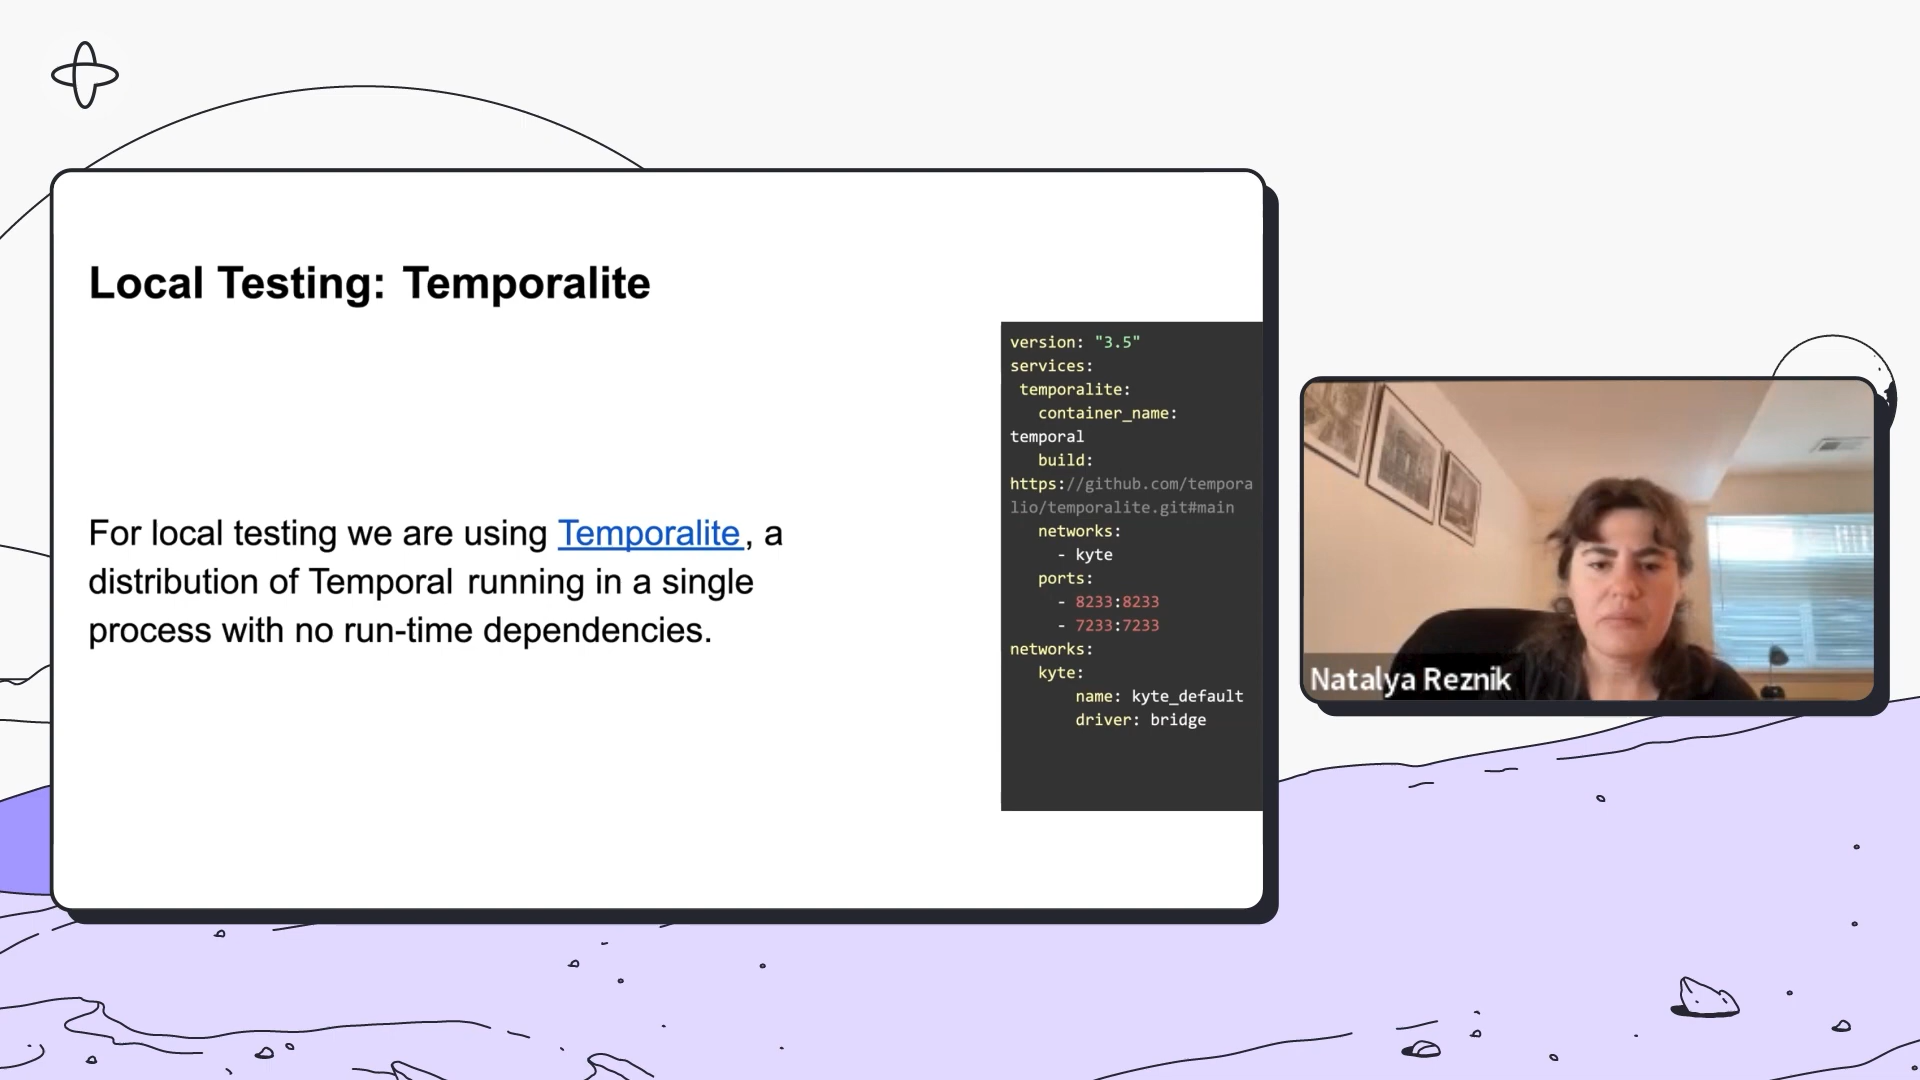 Local Testing: Temporalite
For local testing we are using Temporalite, a
distribution of Temporal running in a single
process with no run-time dependencies.
version: "3.5"
services:
temporalite:
container_name:
temporal
build:
https://github.com/tempora
lio/temporalite.git#main
networks:
- kyte
ports:
- 8233:8233
- 7233:7233
networks:
kyte:
name: kyte_default
driver: bridge
Natalya Reznik